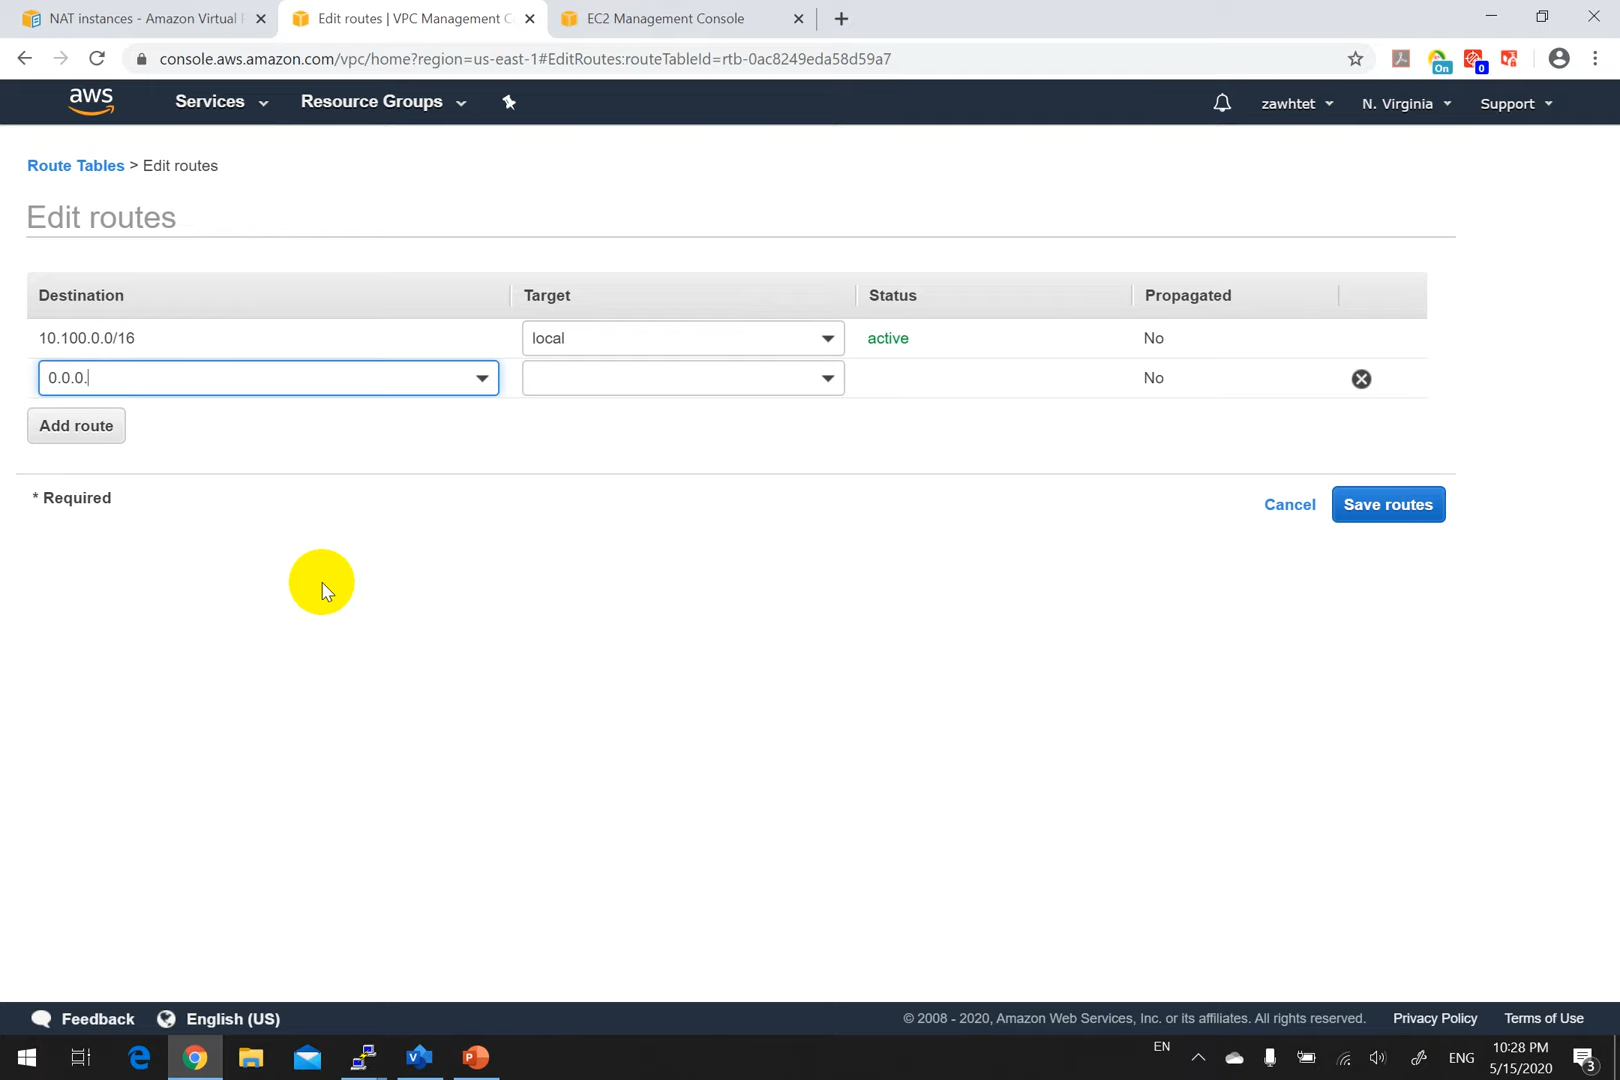 NAT instances - Amazon Virtual
Edit routes | VPC Management C
EC2 Management Console
console.aws.amazon.com/vpc/home?region=us-east-1#EditRoutes:routeTableId=rtb-0ac8249eda58d59a7
On
0
aws
Services
Resource Groups
zawhtet
N. Virginia
Support
Route Tables > Edit routes
Edit routes
Destination
Target
Status
Propagated
10.100.0.0/16
local
active
No
0.0.0.
No
Add route
* Required
Cancel
Save routes
Feedback
English (US)
© 2008 - 2020, Amazon Web Services, Inc. or its affiliates. All rights reserved.
Privacy Policy
Terms of Use
EN
ENG
10:28 PM
5/15/2020
3